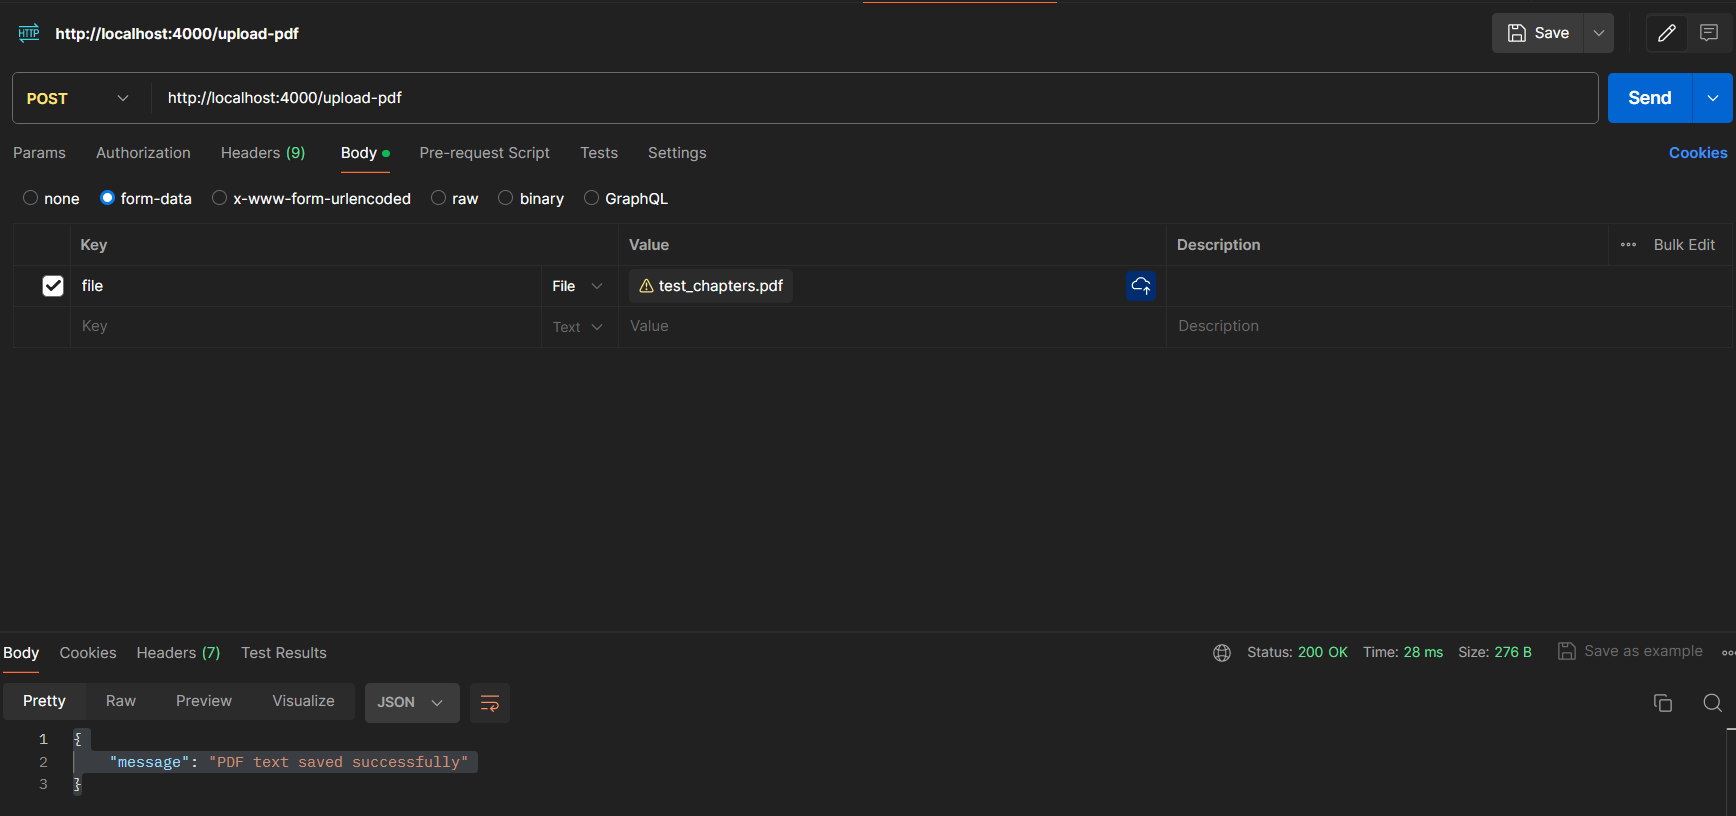 HTTP http://localhost:4000/upload-pdf Save
POST http://localhost:4000/upload-pdf Send
Params Authorization Headers (9) Body Pre-request Script Tests Settings Cookies
none form-data x-www-form-urlencoded raw binary GraphQL
Key Value Description Bulk Edit
file File test_chapters.pdf
Key Text Value Description
Body Cookies Headers (7) Test Results Status: 200 OK Time: 28 ms Size: 276 B Save as example
Pretty Raw Preview Visualize JSON
1 {
2 "message": "PDF text saved successfully"
3 }